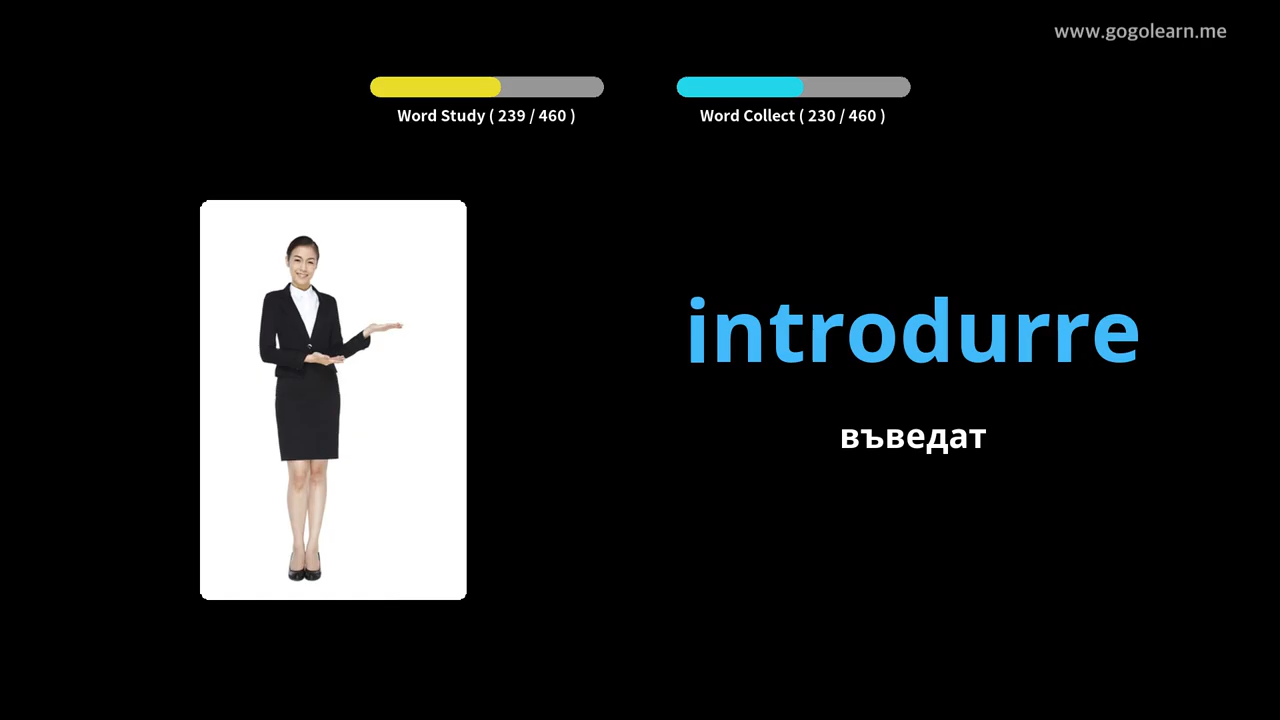 www.gogolearn.me
Word Study ( 239 / 460 )
Word Collect ( 230 / 460 )
introdurre
въведат